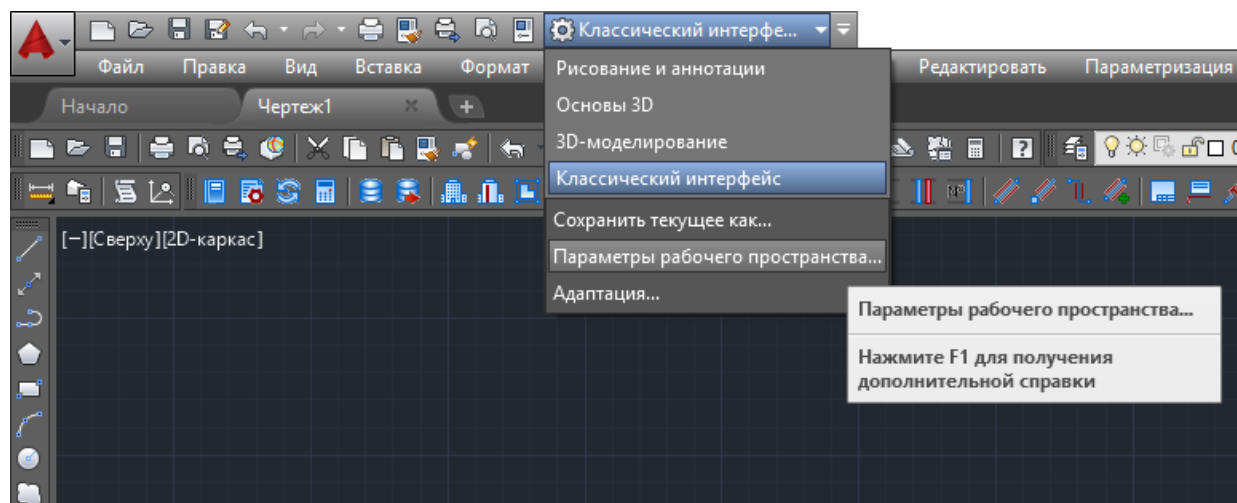 Классический интерфе...
Файл Правка Вид Вставка Формат Редактировать Параметризация
Начало Чертеж1
[−][Сверху][2D-каркас]
Рисование и аннотации
Основы 3D
3D-моделирование
Классический интерфейс
Сохранить текущее как...
Параметры рабочего пространства...
Адаптация...
Параметры рабочего пространства...
Нажмите F1 для получения
дополнительной справки